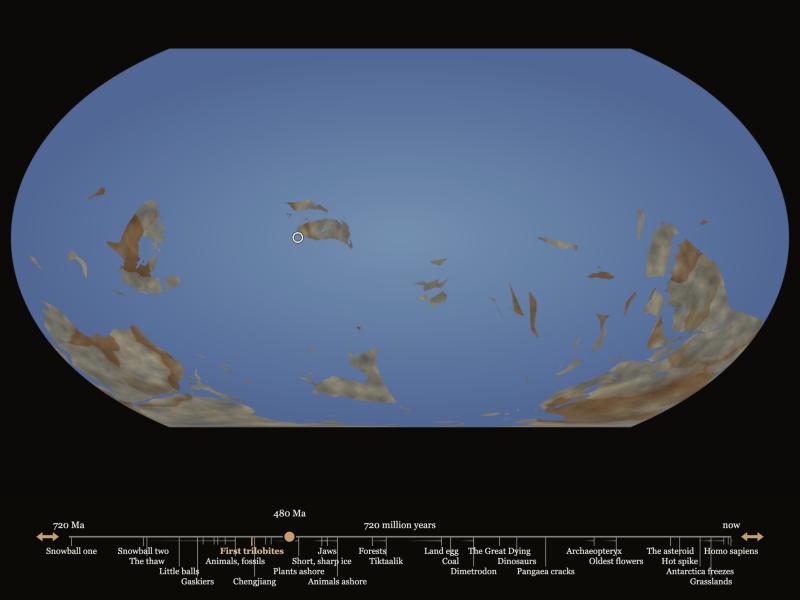 480 Ma
720 Ma
720 million years
now
Snowball one
Snowball two
First trilobites
Jaws
Forests
Land egg
The Great Dying
Archaeopteryx
The asteroid
Homo sapiens
The thaw
Animals, fossils
Short, sharp ice
Tiktaalik
Coal
Dinosaurs
Oldest flowers
Hot spike
Little balls
Plants ashore
Dimetrodon
Pangaea cracks
Antarctica freezes
Gaskiers
Chengjiang
Animals ashore
Grasslands